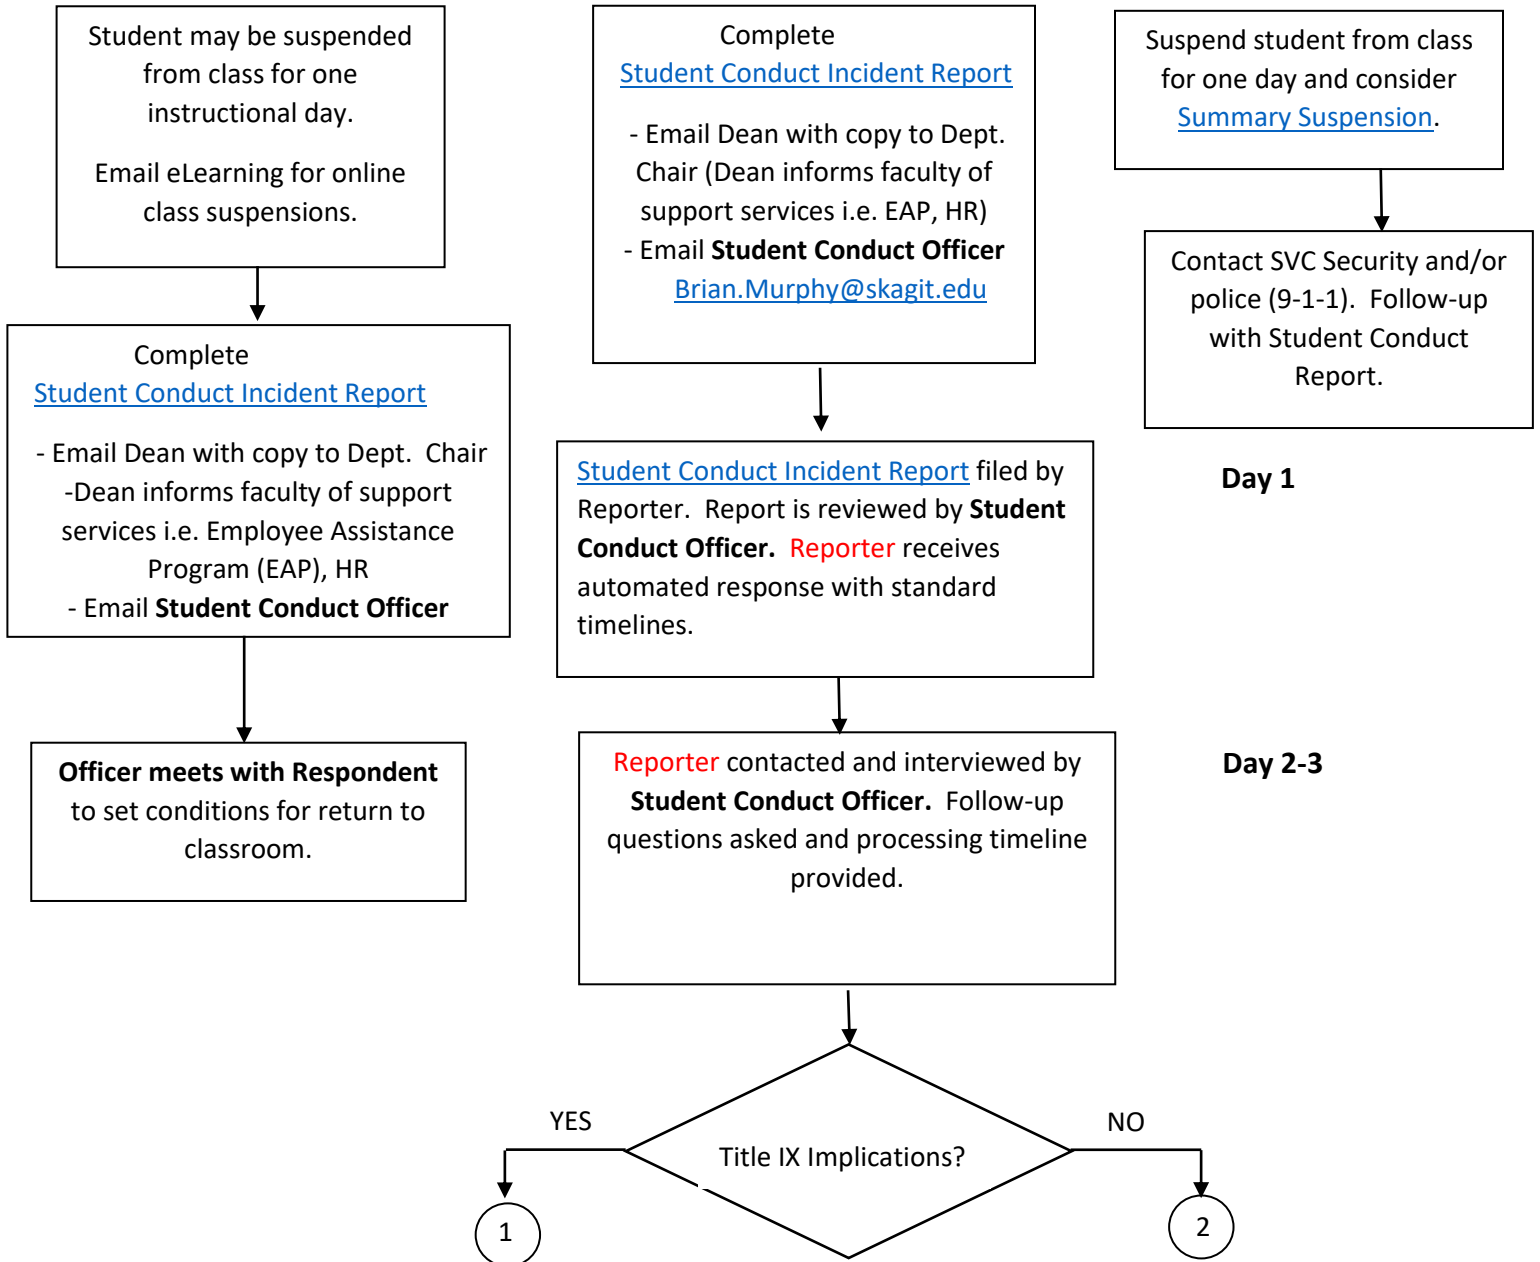 Student may be suspended
from class for one
instructional day.
Email eLearning for online
class suspensions.
Complete
Student Conduct Incident Report
- Email Dean with copy to Dept.  Chair
-Dean informs faculty of support
services i.e. Employee Assistance
Program (EAP), HR
- Email Student Conduct Officer
Officer meets with Respondent
to set conditions for return to
classroom.
Complete
Student Conduct Incident Report
- Email Dean with copy to Dept.
Chair (Dean informs faculty of
support services i.e. EAP, HR)
- Email Student Conduct Officer
Brian.Murphy@skagit.edu
Student Conduct Incident Report filed by
Reporter.  Report is reviewed by Student
Conduct Officer.  Reporter receives
automated response with standard
timelines.
Reporter contacted and interviewed by
Student Conduct Officer.  Follow-up
questions asked and processing timeline
provided.
Suspend student from class
for one day and consider
Summary Suspension.
Contact SVC Security and/or
police (9-1-1).  Follow-up
with Student Conduct
Report.
Day 1
Day 2-3
YES
Title IX Implications?
NO
1
2